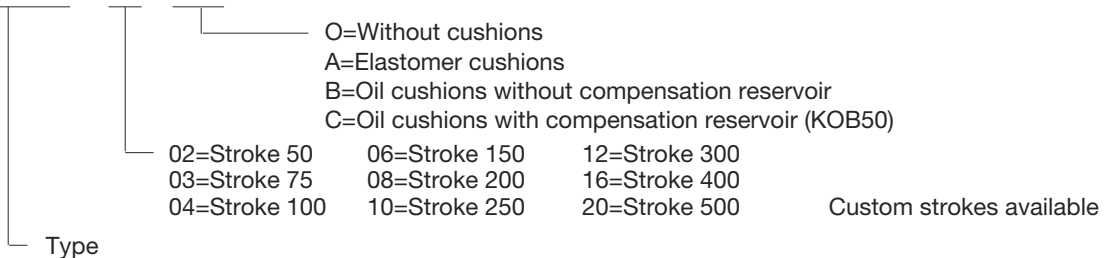 O=Without cushions
A=Elastomer cushions
B=Oil cushions without compensation reservoir
C=Oil cushions with compensation reservoir (KOB50)
02=Stroke 50 06=Stroke 150 12=Stroke 300
03=Stroke 75 08=Stroke 200 16=Stroke 400
04=Stroke 100 10=Stroke 250 20=Stroke 500 Custom strokes available
Type